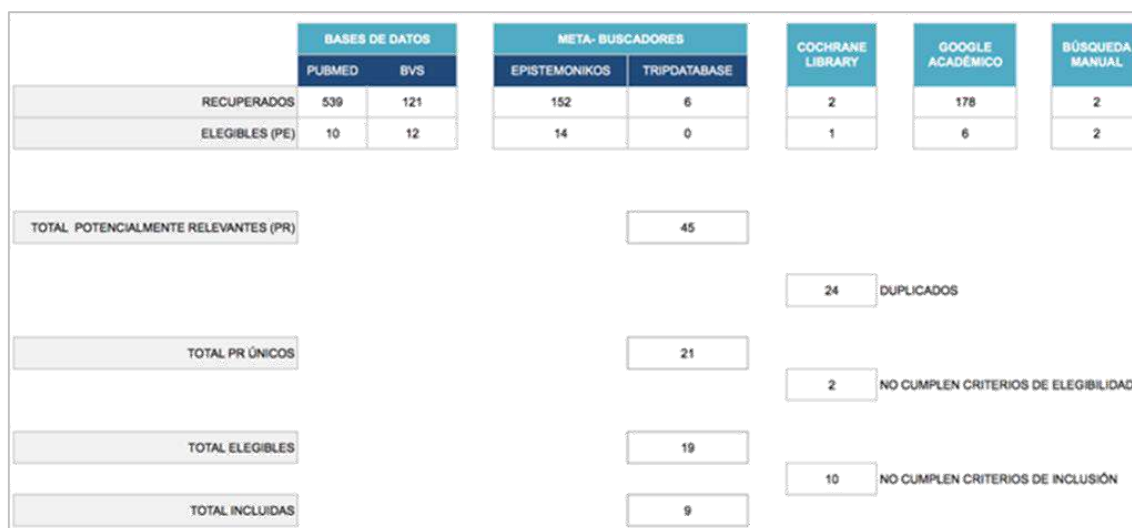 BASES DE DATOS META- BUSCADORES COCHRANE LIBRARY GOOGLE ACADÉMICO BÚSQUEDA MANUAL
PUBMED BVS EPISTEMONIKOS TRIPDATABASE
RECUPERADOS 539 121 152 6 2 178 2
ELEGIBLES (PE) 10 12 14 0 1 6 2
TOTAL POTENCIALMENTE RELEVANTES (PR) 45
24 DUPLICADOS
TOTAL PR ÚNICOS 21
2 NO CUMPLEN CRITERIOS DE ELEGIBILIDAD
TOTAL ELEGIBLES 19
10 NO CUMPLEN CRITERIOS DE INCLUSIÓN
TOTAL INCLUIDAS 9